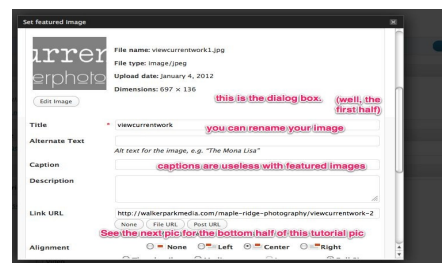 Set featured Image
urrer
erphoto
File name: viewcurrentwork1.jpg
File type: image/jpeg
Upload date: January 4, 2012
Dimensions: 697 × 136
Edit Image
this is the dialog box.
(well, the first half)
Title * viewcurrentwork
you can rename your image
Alternate Text
Alt text for the image, e.g. "The Mona Lisa"
Caption
captions are useless with featured images
Description
Link URL
http://walkerparkmedia.com/maple-ridge-photography/viewcurrentwork-2
None File URL Post URL
See the next pic for the bottom half of this tutorial pic
Alignment None Left Center Right